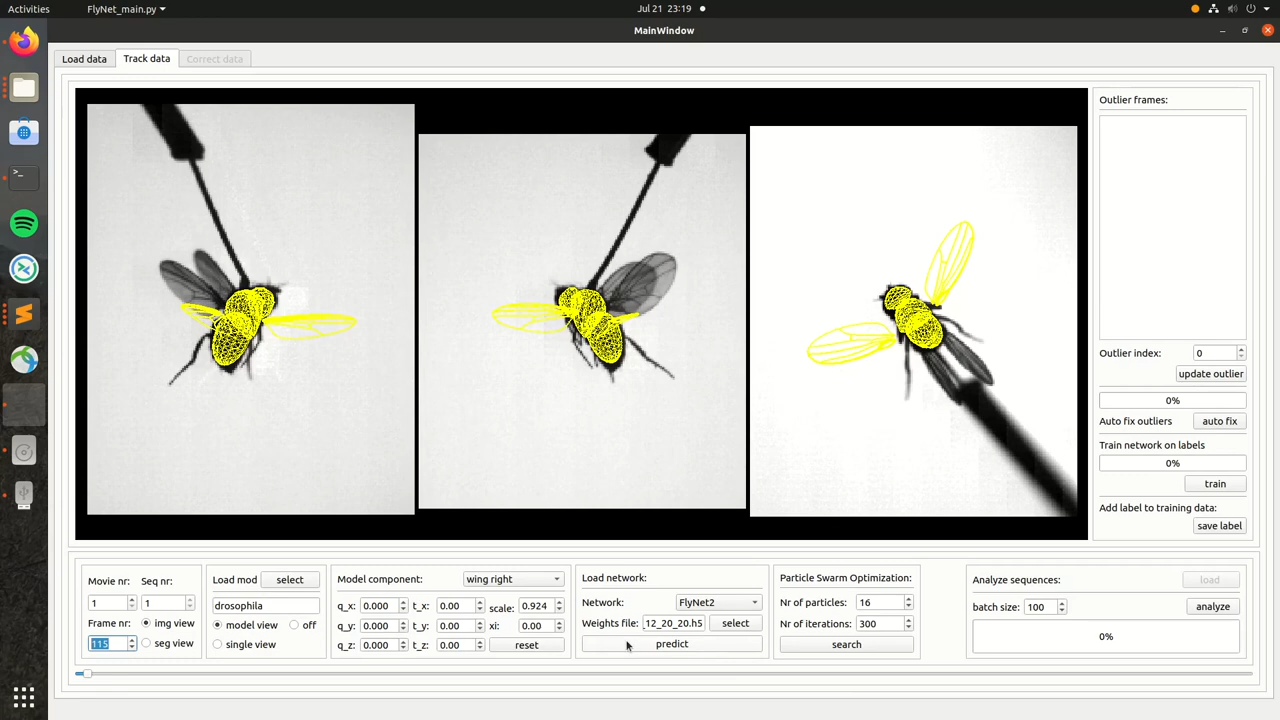 Activities FlyNet_main.py Jul 21 23:19
MainWindow
Load data Track data Correct data
Outlier frames:
Outlier index: 0
update outlier
0%
Auto fix outliers auto fix
Train network on labels
0%
train
Add label to training data:
save label
Movie nr: Seq nr:
1 1
Frame nr: img view
115 seg view
Load mod select
drosophila
model view off
single view
Model component: wing right
q_x: 0.000 t_x: 0.00 scale: 0.924
q_y: 0.000 t_y: 0.00 xi: 0.00
q_z: 0.000 t_z: 0.00 reset
Load network:
Network: FlyNet2
Weights file: _12_20_20.h5 select
predict
Particle Swarm Optimization:
Nr of particles: 16
Nr of iterations: 300
search
Analyze sequences: load
batch size: 100 analyze
0%